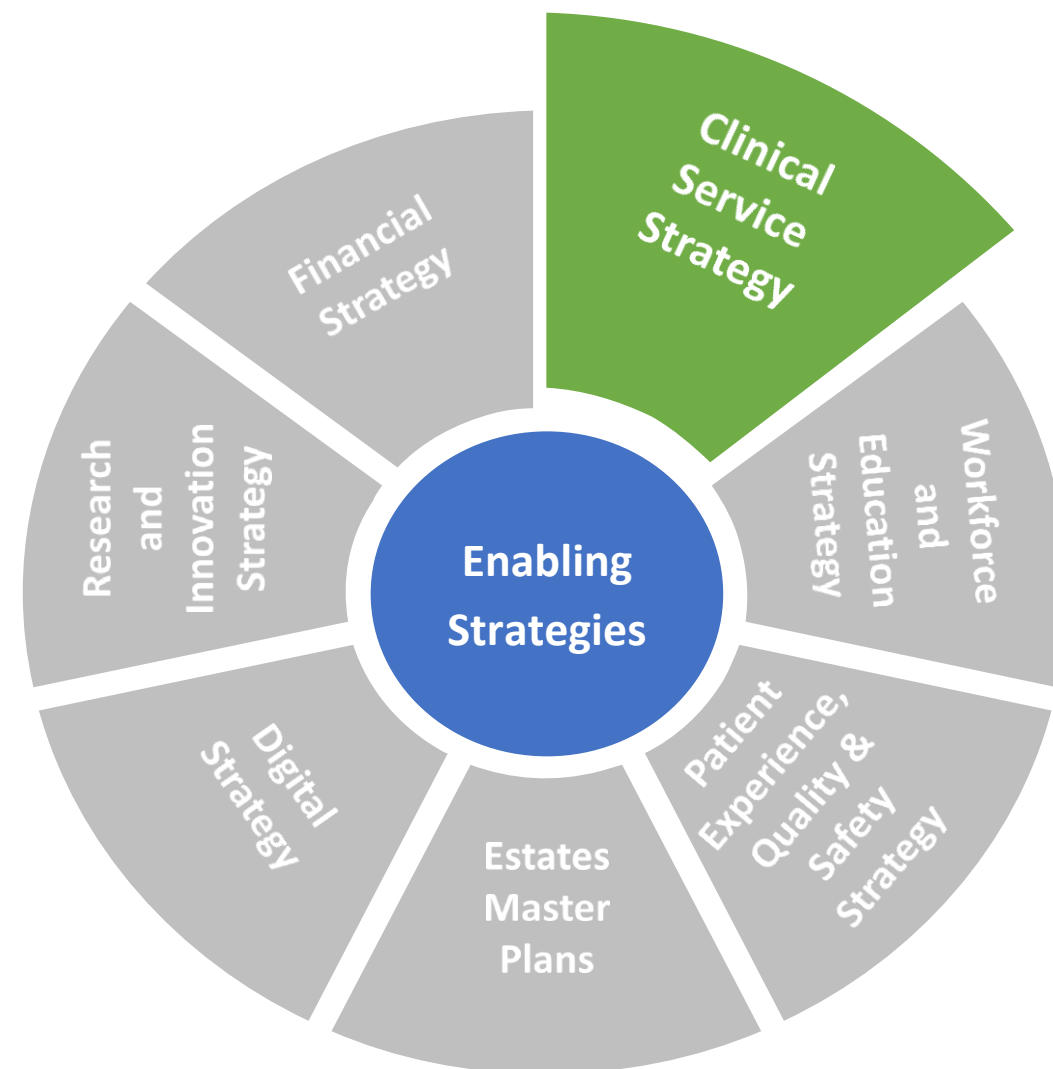 Clinical
Service
Strategy
Workforce
and
Education
Strategy
Patient
Experience,
Quality &
Safety
Strategy
Estates
Master
Plans
Digital
Strategy
Research
and
Innovation
Strategy
Financial
Strategy
Enabling
Strategies